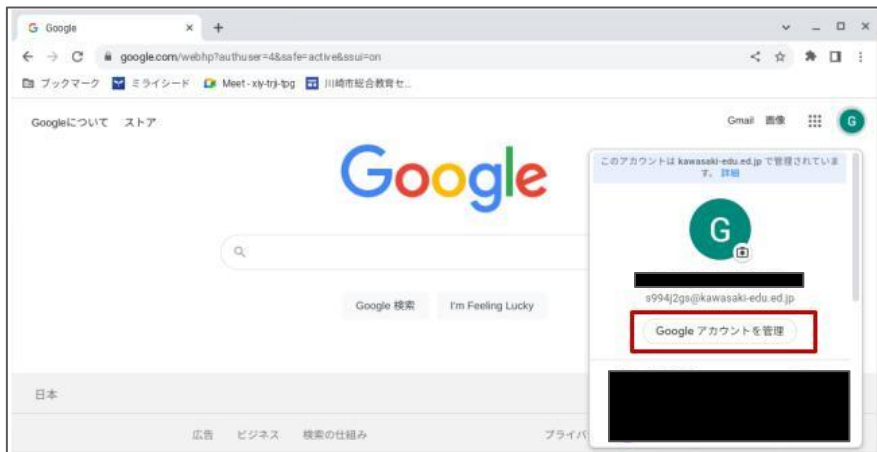 G Google
google.com/webhp?authuser=4&safe=active&ssui=on
ブックマーク ミライシード Meet - xiy-trji-tpg 川崎市総合教育セ...
Googleについて ストア
Gmail 画像 G
このアカウントは kawasaki-edu.ed.jp で管理されていま
す。 詳細
Google
G
s994j2gs@kawasaki-edu.ed.jp
Google 検索 I'm Feeling Lucky
Google アカウントを管理
日本
広告 ビジネス 検索の仕組み プライバ